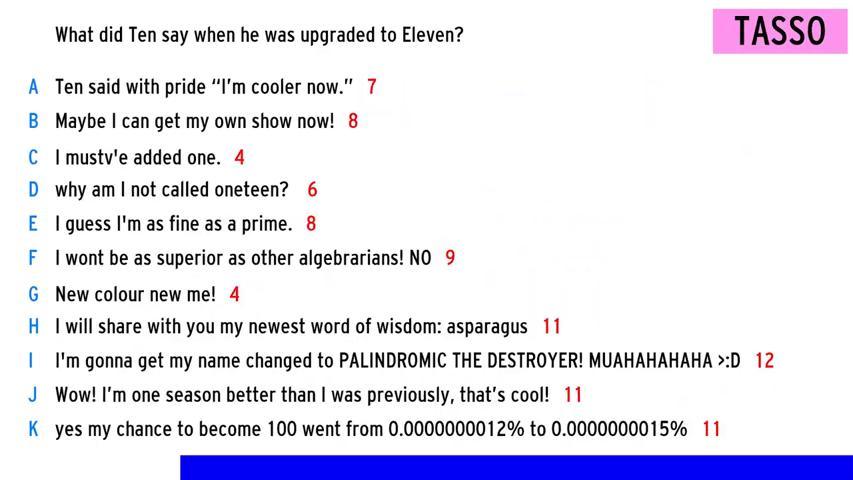 What did Ten say when he was upgraded to Eleven?
TASSO
A Ten said with pride “I’m cooler now.” 7
B Maybe I can get my own show now! 8
C I mustv'e added one. 4
D why am I not called oneteen? 6
E I guess I'm as fine as a prime. 8
F I wont be as superior as other algebrarians! NO 9
G New colour new me! 4
H I will share with you my newest word of wisdom: asparagus 11
I I'm gonna get my name changed to PALINDROMIC THE DESTROYER! MUAHAHAHAHA >:D 12
J Wow! I’m one season better than I was previously, that’s cool! 11
K yes my chance to become 100 went from 0.0000000012% to 0.0000000015% 11